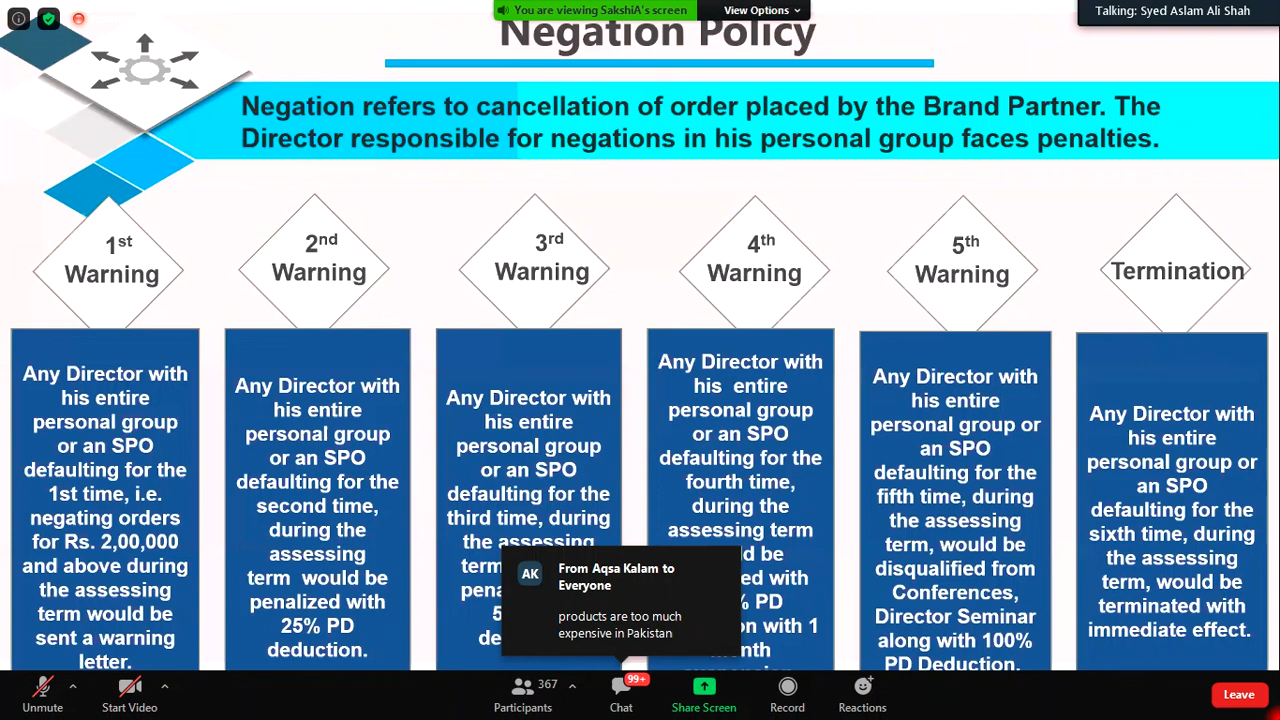 You are viewing SakshiA's screen
View Options
Talking: Syed Aslam Ali Shah
Negation Policy
Negation refers to cancellation of order placed by the Brand Partner. The
Director responsible for negations in his personal group faces penalties.
1st
Warning
Any Director with
his entire
personal group
or an SPO
defaulting for the
1st time, i.e.
negating orders
for Rs. 2,00,000
and above during
the assessing
term would be
sent a warning
letter.
2nd
Warning
Any Director with
his entire
personal group
or an SPO
defaulting for the
second time,
during the
assessing
term would be
penalized with
25% PD
deduction.
3rd
Warning
Any Director with
his entire
personal group
or an SPO
defaulting for the
third time, during
the assessing
term
4th
Warning
Any Director with
his entire
personal group
or an SPO
defaulting for the
fourth time,
during the
assessing term
PD
with 1
5th
Warning
Any Director with
his entire
personal group or
an SPO
defaulting for the
fifth time, during
the assessing
term, would be
disqualified from
Conferences,
Director Seminar
along with 100%
PD Deduction.
Termination
Any Director with
his entire
personal group or
an SPO
defaulting for the
sixth time, during
the assessing
term, would be
terminated with
immediate effect.
AK
From Aqsa Kalam to
Everyone
products are too much
expensive in Pakistan
Unmute
Start Video
367
Participants
99+
Chat
Share Screen
Record
Reactions
Leave